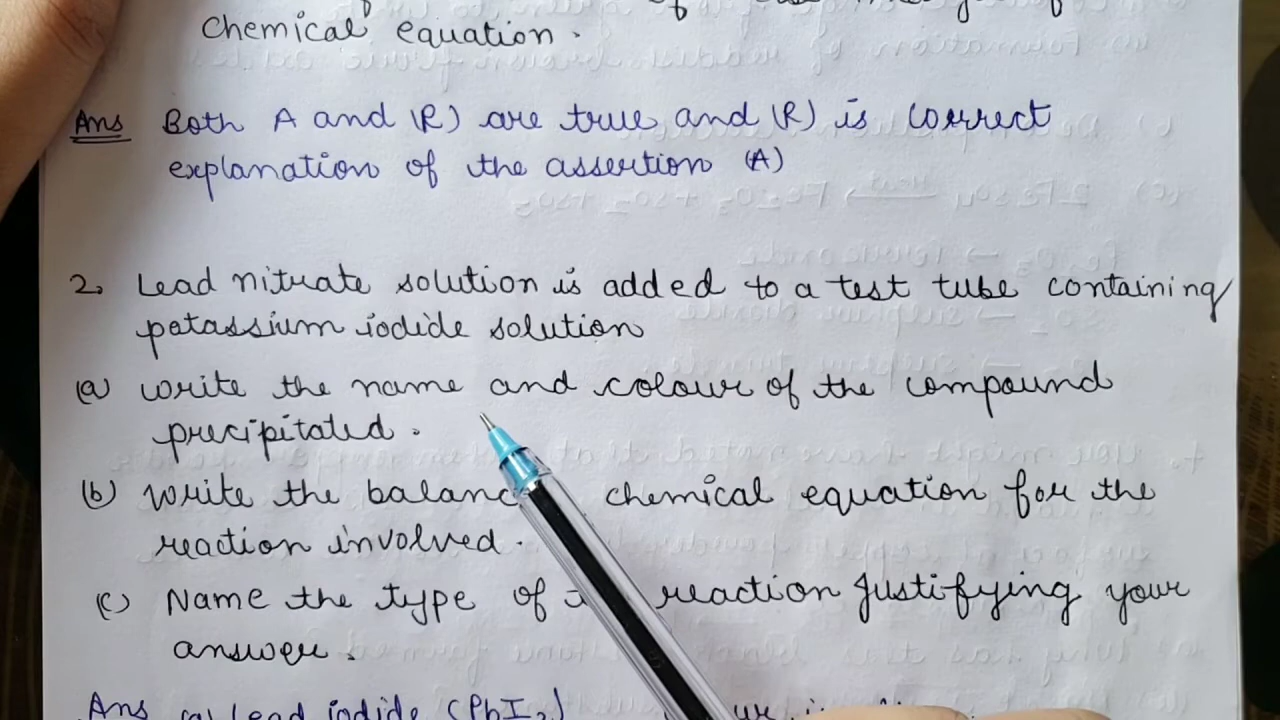 of
Chemical equation.
Ans Both A and (R) are true and (R) is correct
explanation of the assertion (A)
2. Lead nitrate solution is added to a test tube containing
potassium iodide solution
(a) write the name and colour of the compound
precipitated.
(b) Write the balanc chemical equation for the
reaction involved.
(c) Name the type of reaction Justifying your
answer.
Ans (a) Lead iodide (PbI2)